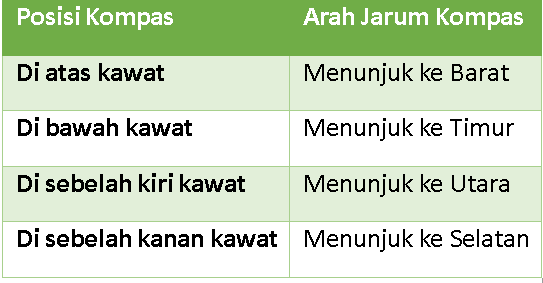 Posisi Kompas Arah Jarum Kompas
Di atas kawat Menunjuk ke Barat
Di bawah kawat Menunjuk ke Timur
Di sebelah kiri kawat Menunjuk ke Utara
Di sebelah kanan kawat Menunjuk ke Selatan